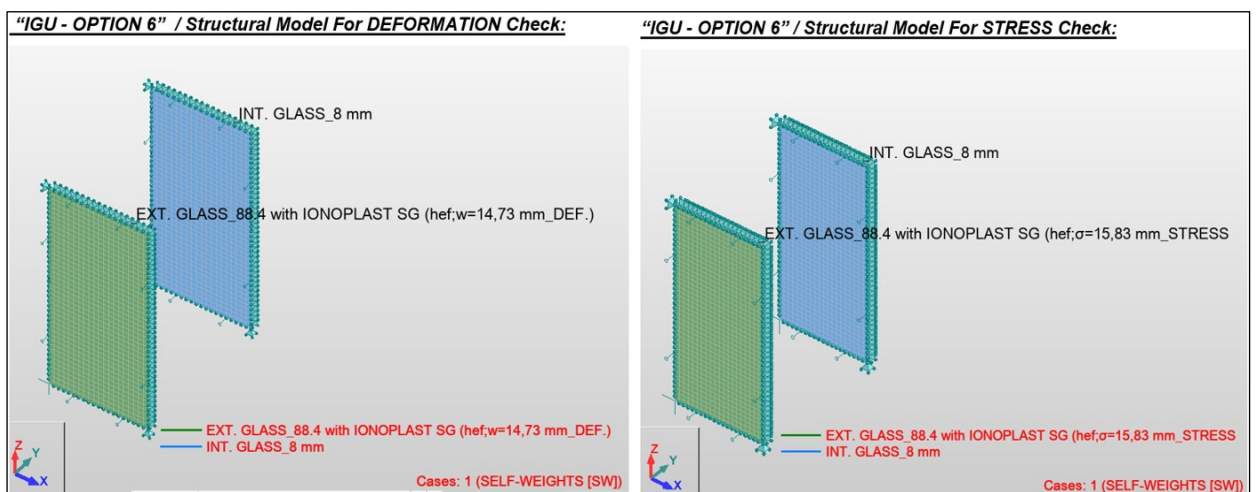 "IGU - OPTION 6" / Structural Model For DEFORMATION Check:
INT. GLASS_8 mm
EXT. GLASS_88.4 with IONOPLAST SG (hef;w=14,73 mm_DEF.)
EXT. GLASS_88.4 with IONOPLAST SG (hef;w=14,73 mm_DEF.)
INT. GLASS_8 mm
Z
Y
X
Cases: 1 (SELF-WEIGHTS [SW])
"IGU - OPTION 6" / Structural Model For STRESS Check:
INT. GLASS_8 mm
EXT. GLASS_88.4 with IONOPLAST SG (hef;σ=15,83 mm_STRESS
EXT. GLASS_88.4 with IONOPLAST SG (hef;σ=15,83 mm_STRESS
INT. GLASS_8 mm
Z
Y
X
Cases: 1 (SELF-WEIGHTS [SW])